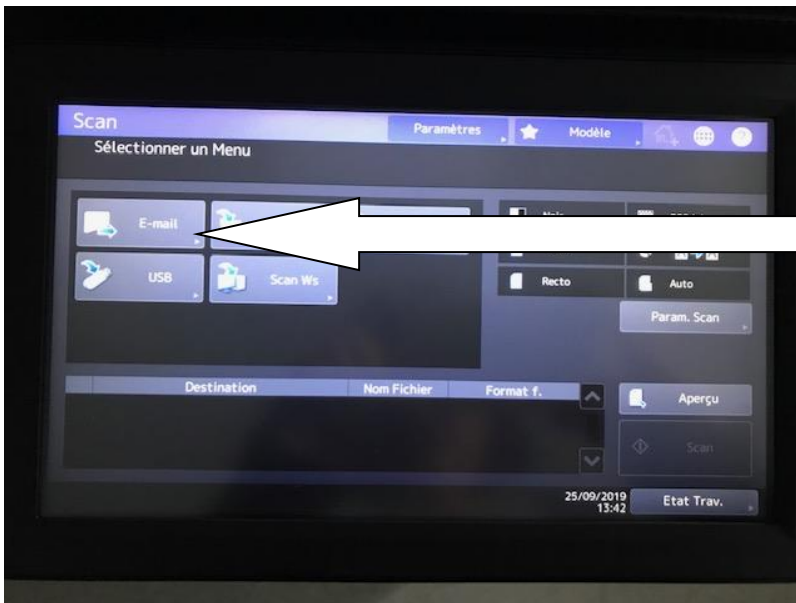 Scan
Paramètres
Modèle
Sélectionner un Menu
E-mail
USB
Scan Ws
Recto
Auto
Param. Scan
Destination
Nom Fichier
Format f.
Aperçu
Scan
25/09/2019
13:42
Etat Trav.